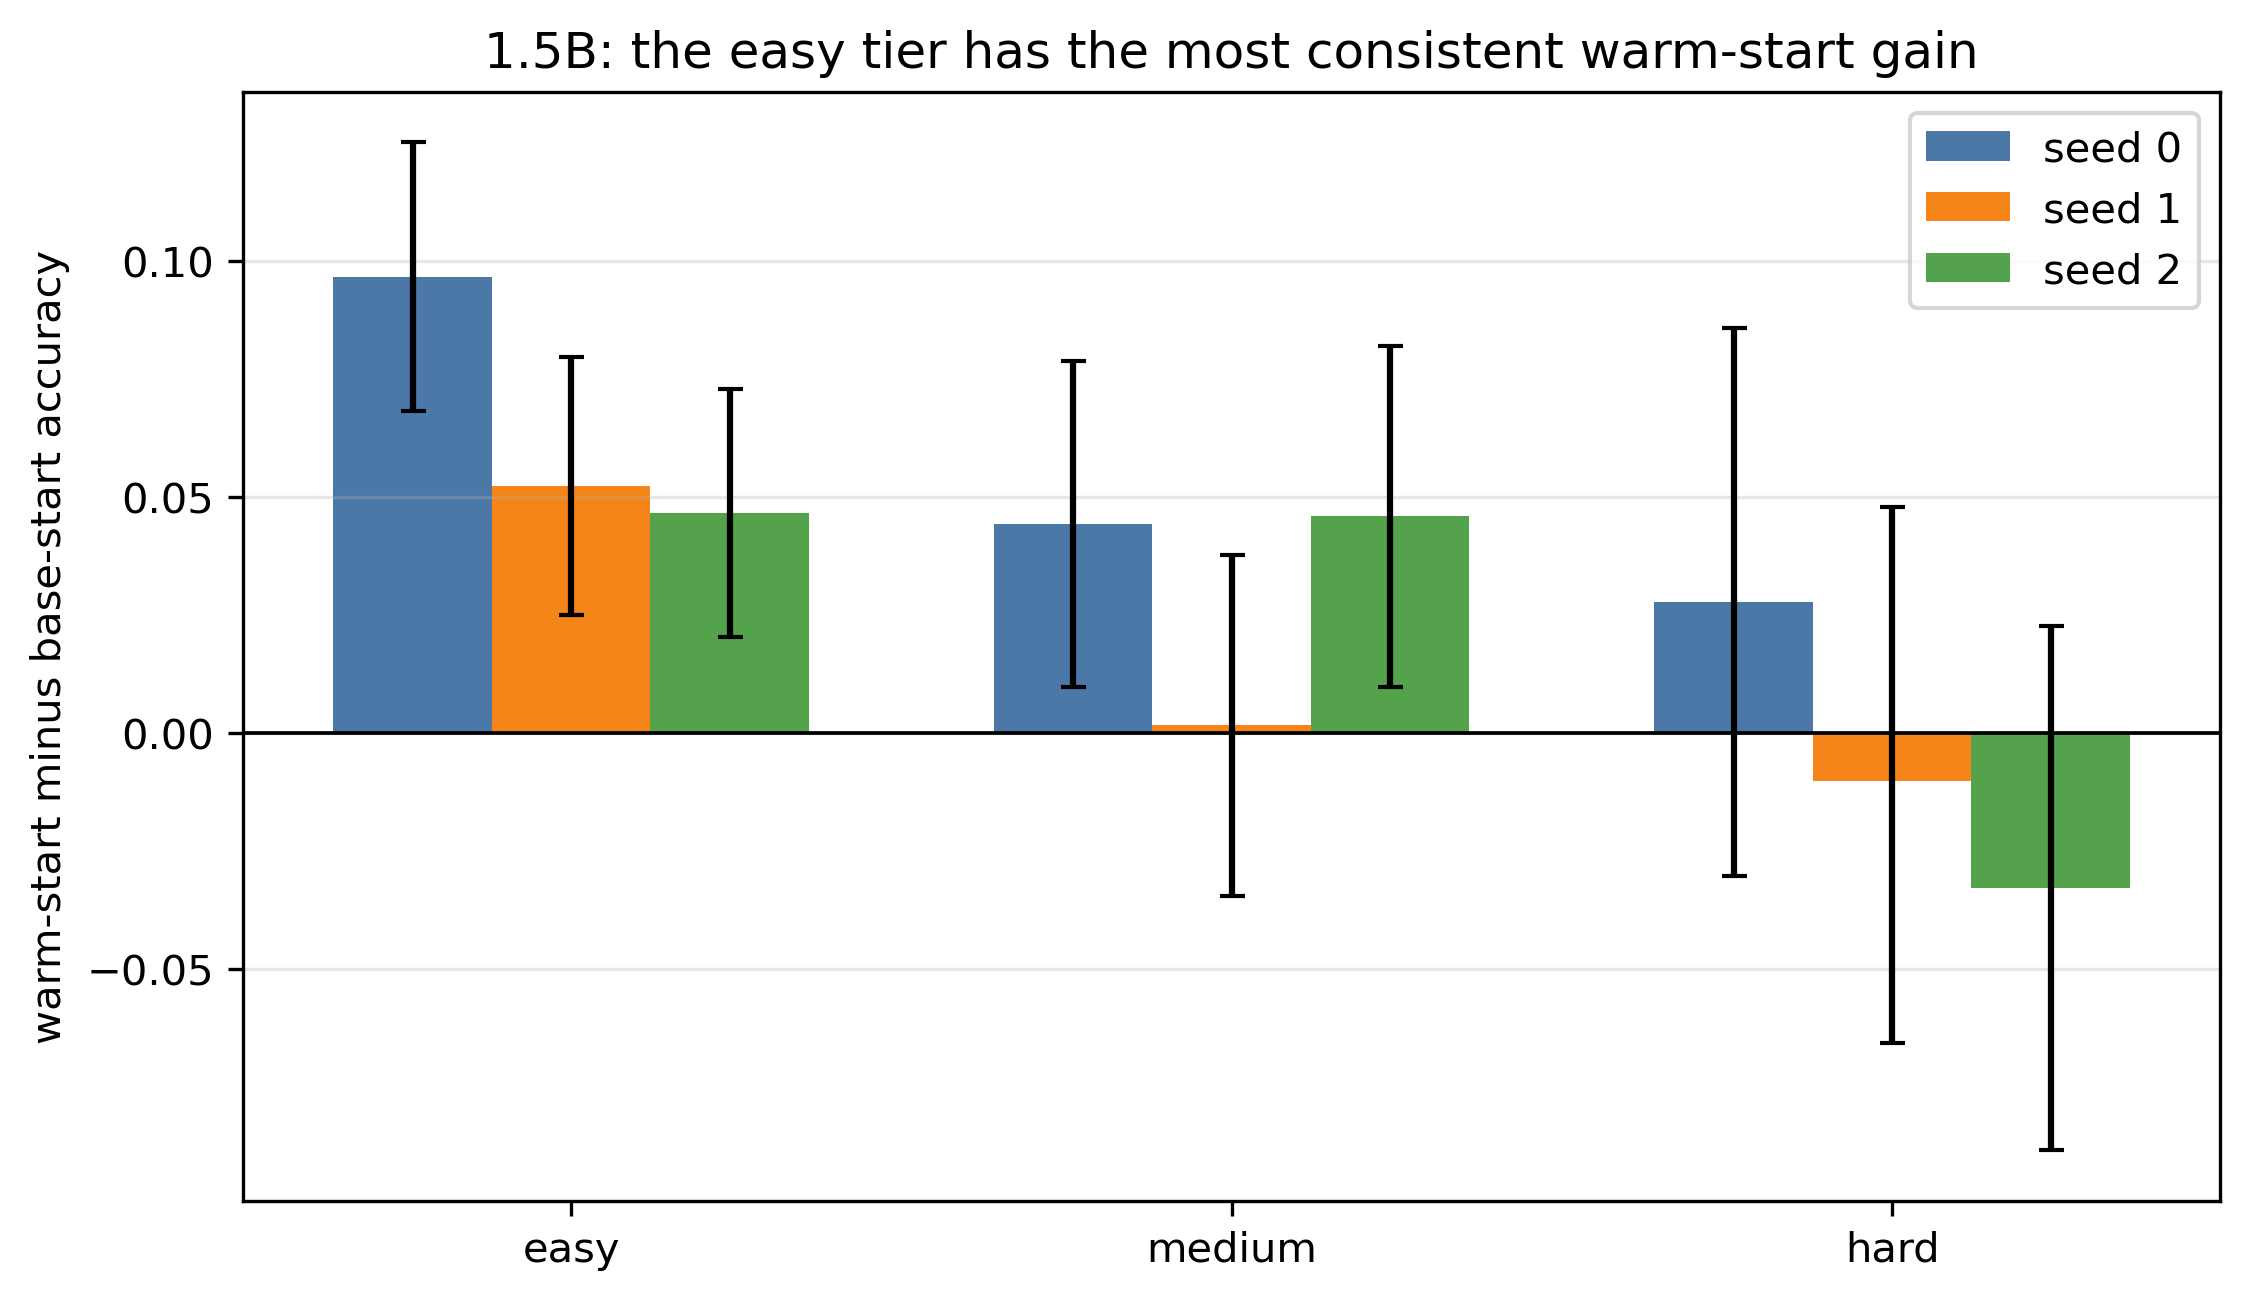 1.5B: the easy tier has the most consistent warm-start gain
warm-start minus base-start accuracy
0.10
0.05
0.00
−0.05
seed 0
seed 1
seed 2
easy
medium
hard